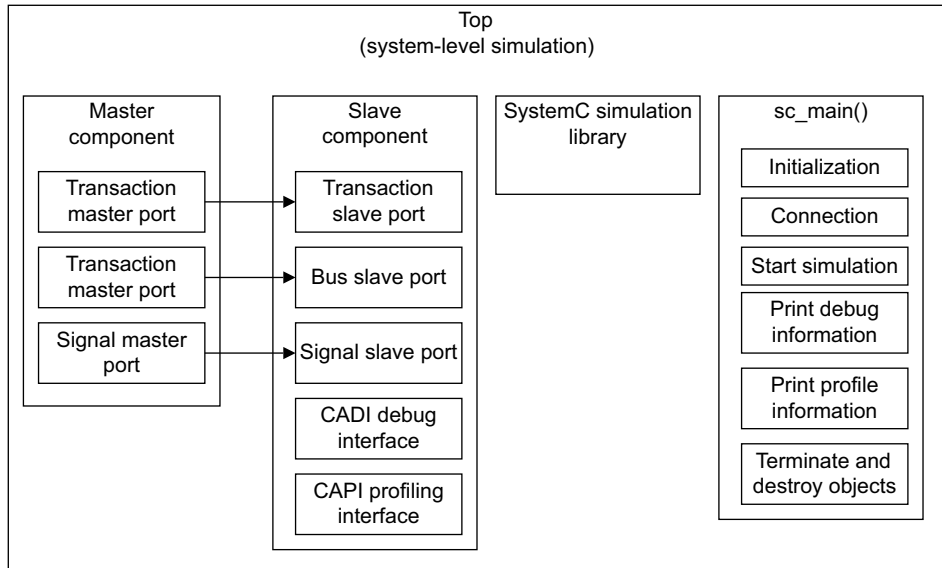 Top
(system-level simulation)
Master
component
Transaction
master port
Transaction
master port
Signal master
port
Slave
component
Transaction
slave port
Bus slave port
Signal slave port
CADI debug
interface
CAPI profiling
interface
SystemC simulation
library
sc_main()
Initialization
Connection
Start simulation
Print debug
information
Print profile
information
Terminate and
destroy objects